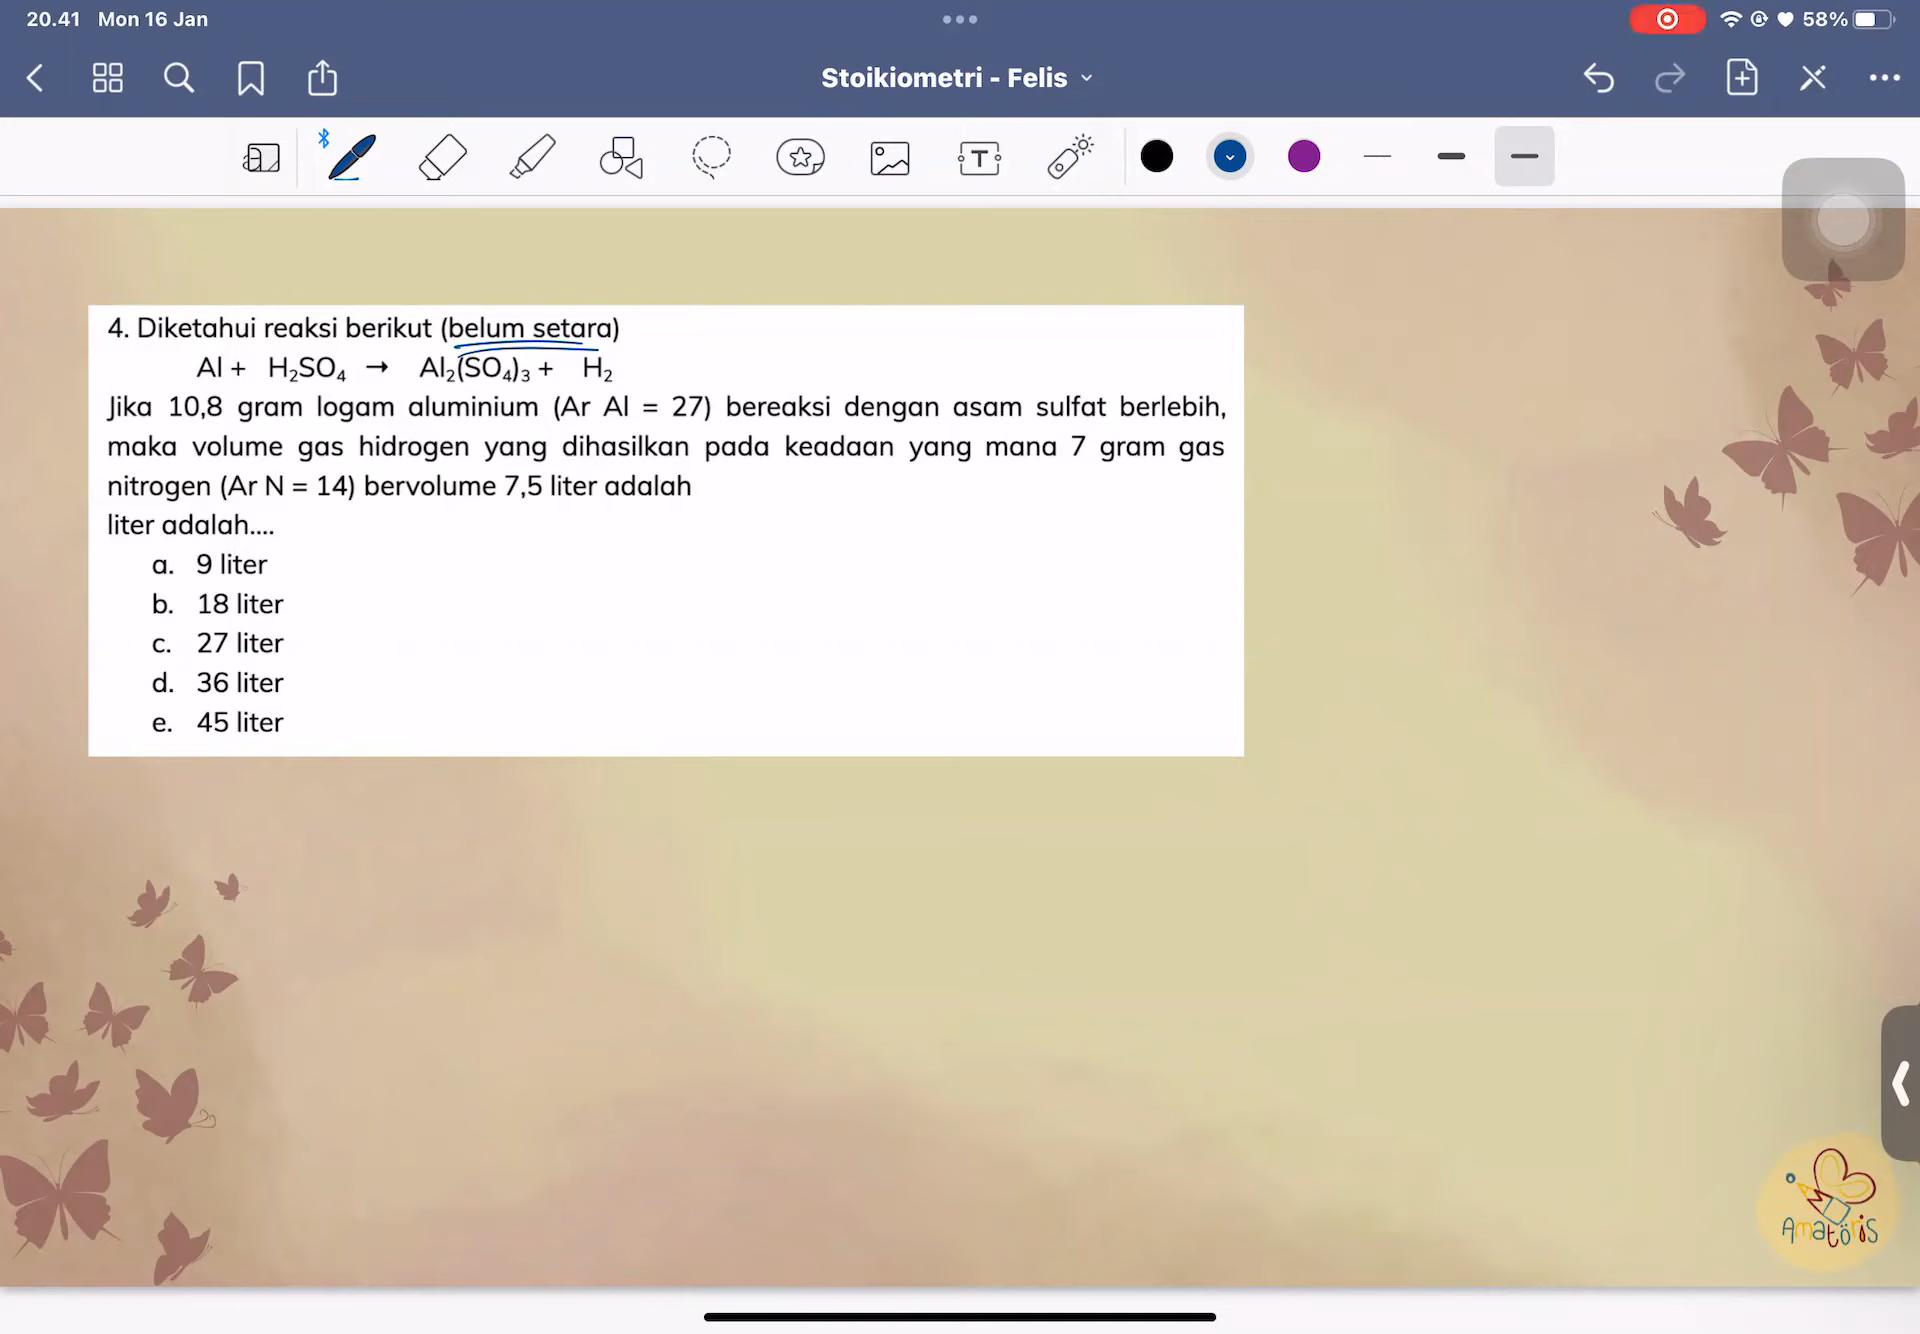 20.41 Mon 16 Jan
58%
Stoikiometri - Felis
T
4. Diketahui reaksi berikut (belum setara)
Al + H₂SO₄ → Al₂(SO₄)₃ + H₂
Jika 10,8 gram logam aluminium (Ar Al = 27) bereaksi dengan asam sulfat berlebih,
maka volume gas hidrogen yang dihasilkan pada keadaan yang mana 7 gram gas
nitrogen (Ar N = 14) bervolume 7,5 liter adalah
liter adalah....
a. 9 liter
b. 18 liter
c. 27 liter
d. 36 liter
e. 45 liter
Amatöris